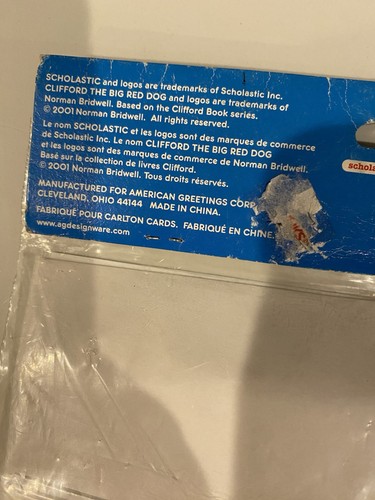 SCHOLASTIC and logos are trademarks of Scholastic Inc.
CLIFFORD THE BIG RED DOG and logos are trademarks of
Norman Bridwell. Based on the Clifford Book series.
© 2001 Norman Bridwell. All rights reserved.
Le nom SCHOLASTIC et les logos sont des marques de commerce
de Scholastic Inc. Le nom CLIFFORD THE BIG RED DOG
et les logos sont des marques de commerce de Norman Bridwell.
Basé sur la collection de livres Clifford.
© 2001 Norman Bridwell. Tous droits réservés.
MANUFACTURED FOR AMERICAN GREETINGS CORP
CLEVELAND, OHIO 44144 MADE IN CHINA.
FABRIQUÉ POUR CARLTON CARDS. FABRIQUÉ EN CHINE.
www.agdesignware.com
schol